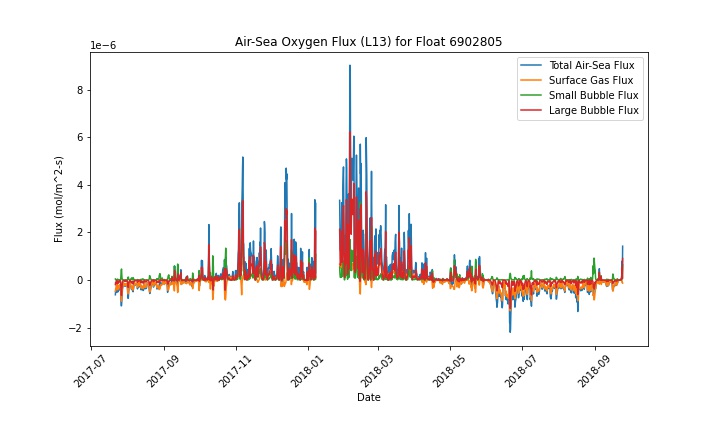 Air-Sea Oxygen Flux (L13) for Float 6902805
1e−6
Total Air-Sea Flux
Surface Gas Flux
Small Bubble Flux
Large Bubble Flux
8
6
4
2
0
−2
Flux (mol/m^2-s)
2017-07
2017-09
2017-11
2018-01
2018-03
2018-05
2018-07
2018-09
Date